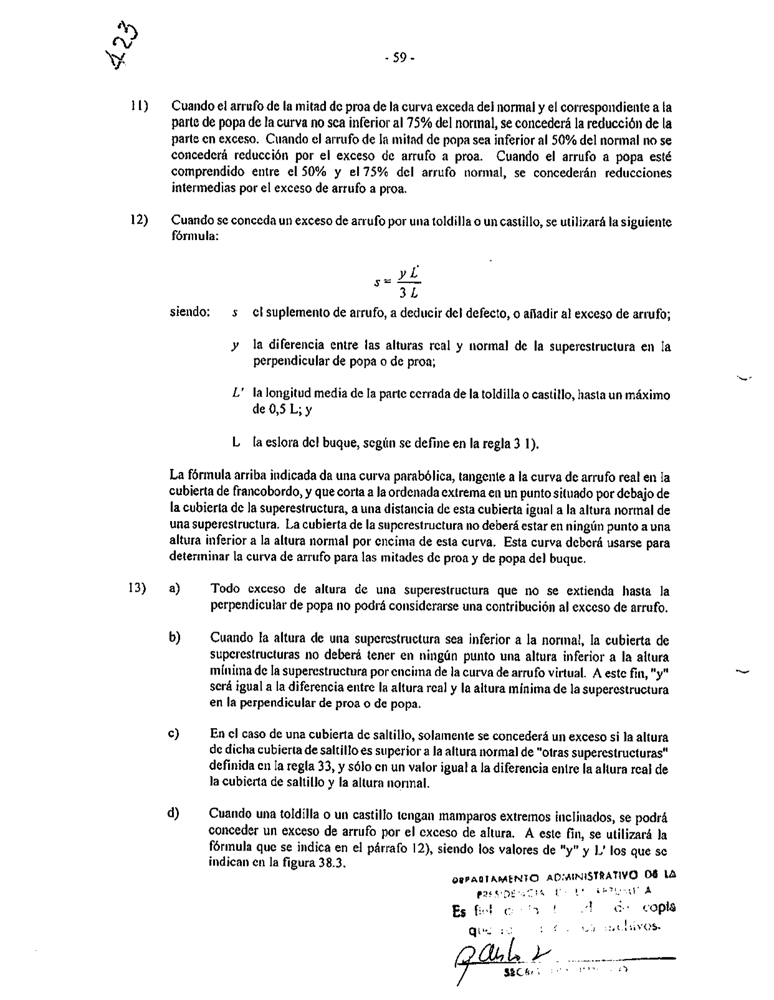 423
- 59 -
11) Cuando el arrufo de la mitad de proa de la curva exceda del normal y el correspondiente a la
parte de popa de la curva no sea inferior al 75% del normal, se concederá la reducción de la
parte en exceso. Cuando el arrufo de la mitad de popa sea inferior al 50% del normal no se
concederá reducción por el exceso de arrufo a proa. Cuando el arrufo a popa esté
comprendido entre el 50% y el 75% del arrufo normal, se concederán reducciones
intermedias por el exceso de arrufo a proa.
12) Cuando se conceda un exceso de arrufo por una toldilla o un castillo, se utilizará la siguiente
fórmula:
s = y L' / 3 L
siendo: s el suplemento de arrufo, a deducir del defecto, o añadir al exceso de arrufo;
y la diferencia entre las alturas real y normal de la superestructura en la
perpendicular de popa o de proa;
L' la longitud media de la parte cerrada de la toldilla o castillo, hasta un máximo
de 0,5 L; y
L la eslora del buque, según se define en la regla 3 1).
La fórmula arriba indicada da una curva parabólica, tangente a la curva de arrufo real en la
cubierta de francobordo, y que corta a la ordenada extrema en un punto situado por debajo de
la cubierta de la superestructura, a una distancia de esta cubierta igual a la altura normal de
una superestructura. La cubierta de la superestructura no deberá estar en ningún punto a una
altura inferior a la altura normal por encima de esta curva. Esta curva deberá usarse para
determinar la curva de arrufo para las mitades de proa y de popa del buque.
13) a) Todo exceso de altura de una superestructura que no se extienda hasta la
perpendicular de popa no podrá considerarse una contribución al exceso de arrufo.
b) Cuando la altura de una superestructura sea inferior a la normal, la cubierta de
superestructuras no deberá tener en ningún punto una altura inferior a la altura
mínima de la superestructura por encima de la curva de arrufo virtual. A este fin, "y"
será igual a la diferencia entre la altura real y la altura mínima de la superestructura
en la perpendicular de proa o de popa.
c) En el caso de una cubierta de saltillo, solamente se concederá un exceso si la altura
de dicha cubierta de saltillo es superior a la altura normal de "otras superestructuras"
definida en la regla 33, y sólo en un valor igual a la diferencia entre la altura real de
la cubierta de saltillo y la altura normal.
d) Cuando una toldilla o un castillo tengan mamparos extremos inclinados, se podrá
conceder un exceso de arrufo por el exceso de altura. A este fin, se utilizará la
fórmula que se indica en el párrafo 12), siendo los valores de "y" y L' los que se
indican en la figura 38.3.
DEPARTAMENTO ADMINISTRATIVO DE LA
PRESIDENCIA
Es fiel copia
archivos.